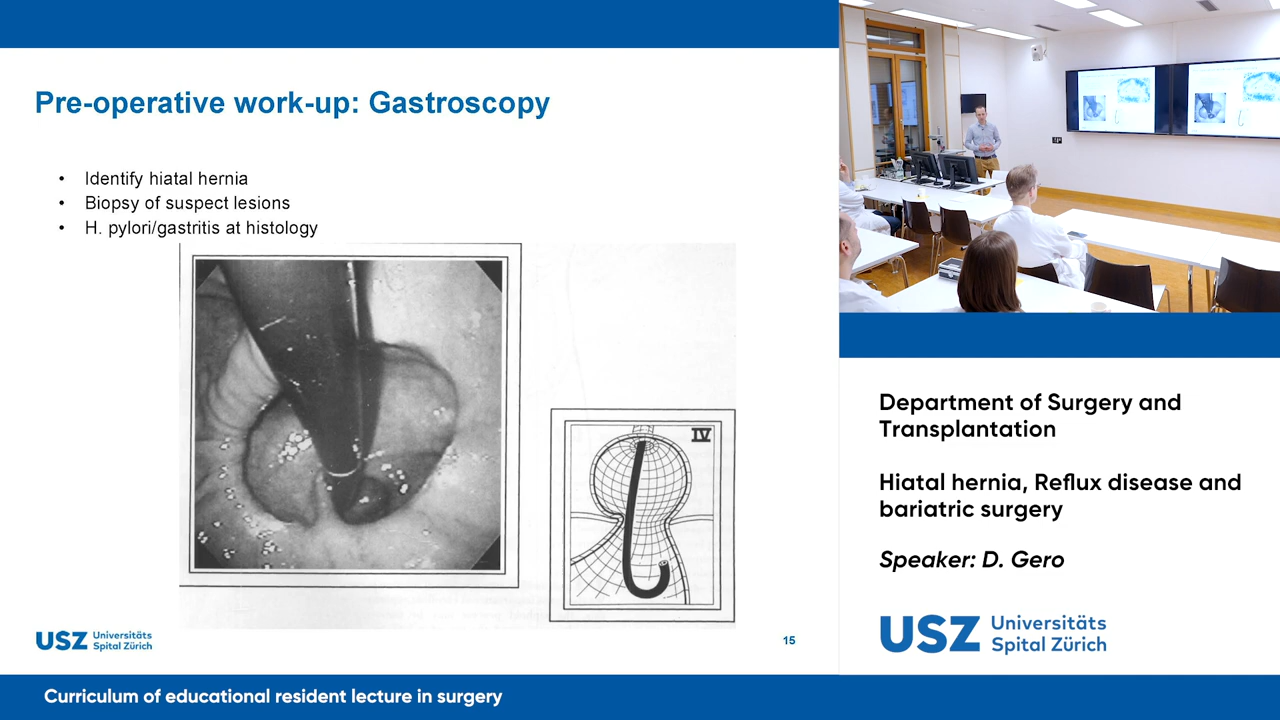 Pre-operative work-up: Gastroscopy
• Identify hiatal hernia
• Biopsy of suspect lesions
• H. pylori/gastritis at histology
IV
USZ Universitäts
Spital Zürich
15
Department of Surgery and
Transplantation
Hiatal hernia, Reflux disease and
bariatric surgery
Speaker: D. Gero
USZ Universitäts
Spital Zürich
Curriculum of educational resident lecture in surgery